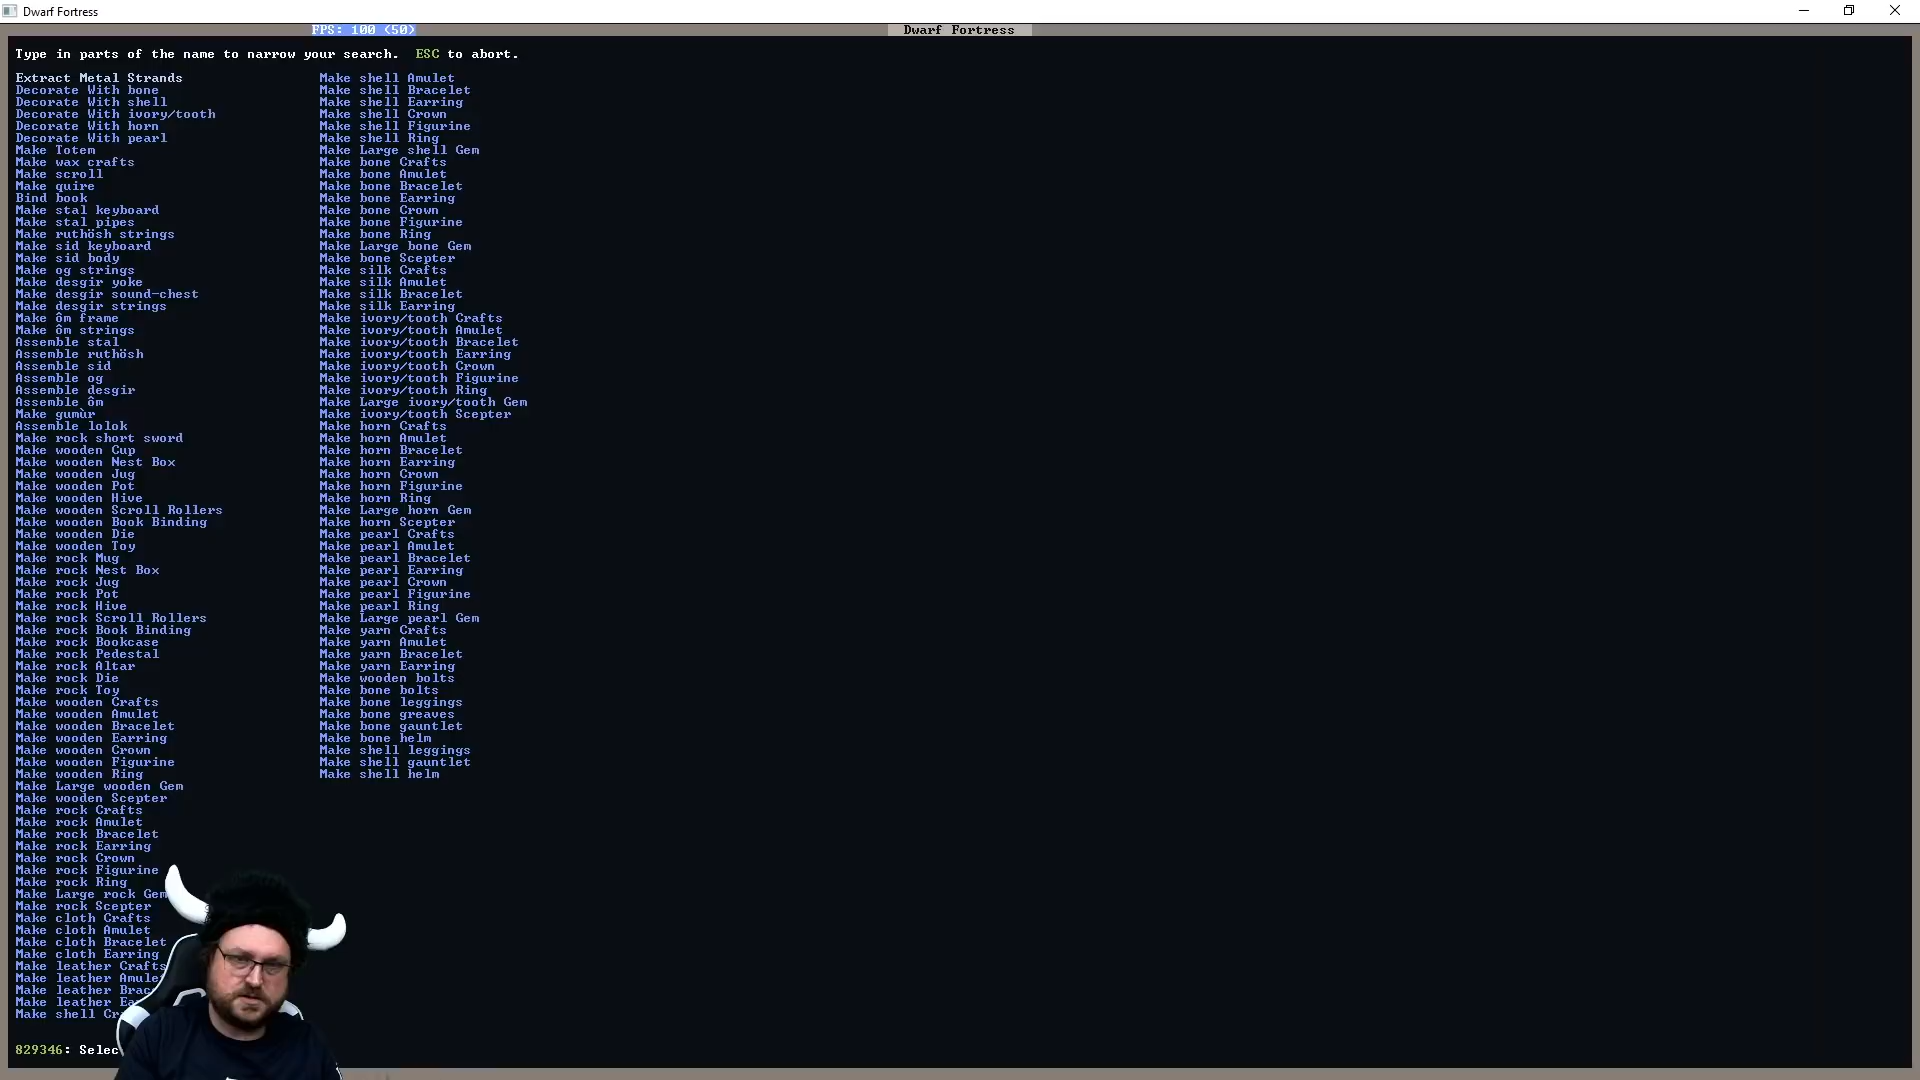 Dwarf Fortress
FPS: 100 (50)
Dwarf Fortress
Type in parts of the name to narrow your search. ESC to abort.
Extract Metal Strands
Decorate With bone
Decorate With shell
Decorate With ivory/tooth
Decorate With horn
Decorate With pearl
Make Totem
Make wax crafts
Make scroll
Make quire
Bind book
Make stal keyboard
Make stal pipes
Make ruthösh strings
Make sid keyboard
Make sid body
Make og strings
Make desgir yoke
Make desgir sound-chest
Make desgir strings
Make ôm frame
Make ôm strings
Assemble stal
Assemble ruthösh
Assemble sid
Assemble og
Assemble desgir
Assemble ôm
Make gumùr
Assemble lolok
Make rock short sword
Make wooden Cup
Make wooden Nest Box
Make wooden Jug
Make wooden Pot
Make wooden Hive
Make wooden Scroll Rollers
Make wooden Book Binding
Make wooden Die
Make wooden Toy
Make rock Mug
Make rock Nest Box
Make rock Jug
Make rock Pot
Make rock Hive
Make rock Scroll Rollers
Make rock Book Binding
Make rock Bookcase
Make rock Pedestal
Make rock Altar
Make rock Die
Make rock Toy
Make wooden Crafts
Make wooden Amulet
Make wooden Bracelet
Make wooden Earring
Make wooden Crown
Make wooden Figurine
Make wooden Ring
Make Large wooden Gem
Make wooden Scepter
Make rock Crafts
Make rock Amulet
Make rock Bracelet
Make rock Earring
Make rock Crown
Make rock Figurine
Make rock Ring
Make Large rock Gem
Make rock Scepter
Make cloth Crafts
Make cloth Amulet
Make cloth Bracelet
Make cloth Earring
Make leather Crafts
Make leather Amule
Make leather Brac
Make leather Ea
Make shell Cr
Make shell Amulet
Make shell Bracelet
Make shell Earring
Make shell Crown
Make shell Figurine
Make shell Ring
Make Large shell Gem
Make bone Crafts
Make bone Amulet
Make bone Bracelet
Make bone Earring
Make bone Crown
Make bone Figurine
Make bone Ring
Make Large bone Gem
Make bone Scepter
Make silk Crafts
Make silk Amulet
Make silk Bracelet
Make silk Earring
Make ivory/tooth Crafts
Make ivory/tooth Amulet
Make ivory/tooth Bracelet
Make ivory/tooth Earring
Make ivory/tooth Crown
Make ivory/tooth Figurine
Make ivory/tooth Ring
Make Large ivory/tooth Gem
Make ivory/tooth Scepter
Make horn Crafts
Make horn Amulet
Make horn Bracelet
Make horn Earring
Make horn Crown
Make horn Figurine
Make horn Ring
Make Large horn Gem
Make horn Scepter
Make pearl Crafts
Make pearl Amulet
Make pearl Bracelet
Make pearl Earring
Make pearl Crown
Make pearl Figurine
Make pearl Ring
Make Large pearl Gem
Make yarn Crafts
Make yarn Amulet
Make yarn Bracelet
Make yarn Earring
Make wooden bolts
Make bone bolts
Make bone leggings
Make bone greaves
Make bone gauntlet
Make bone helm
Make shell leggings
Make shell gauntlet
Make shell helm
829346: Selec